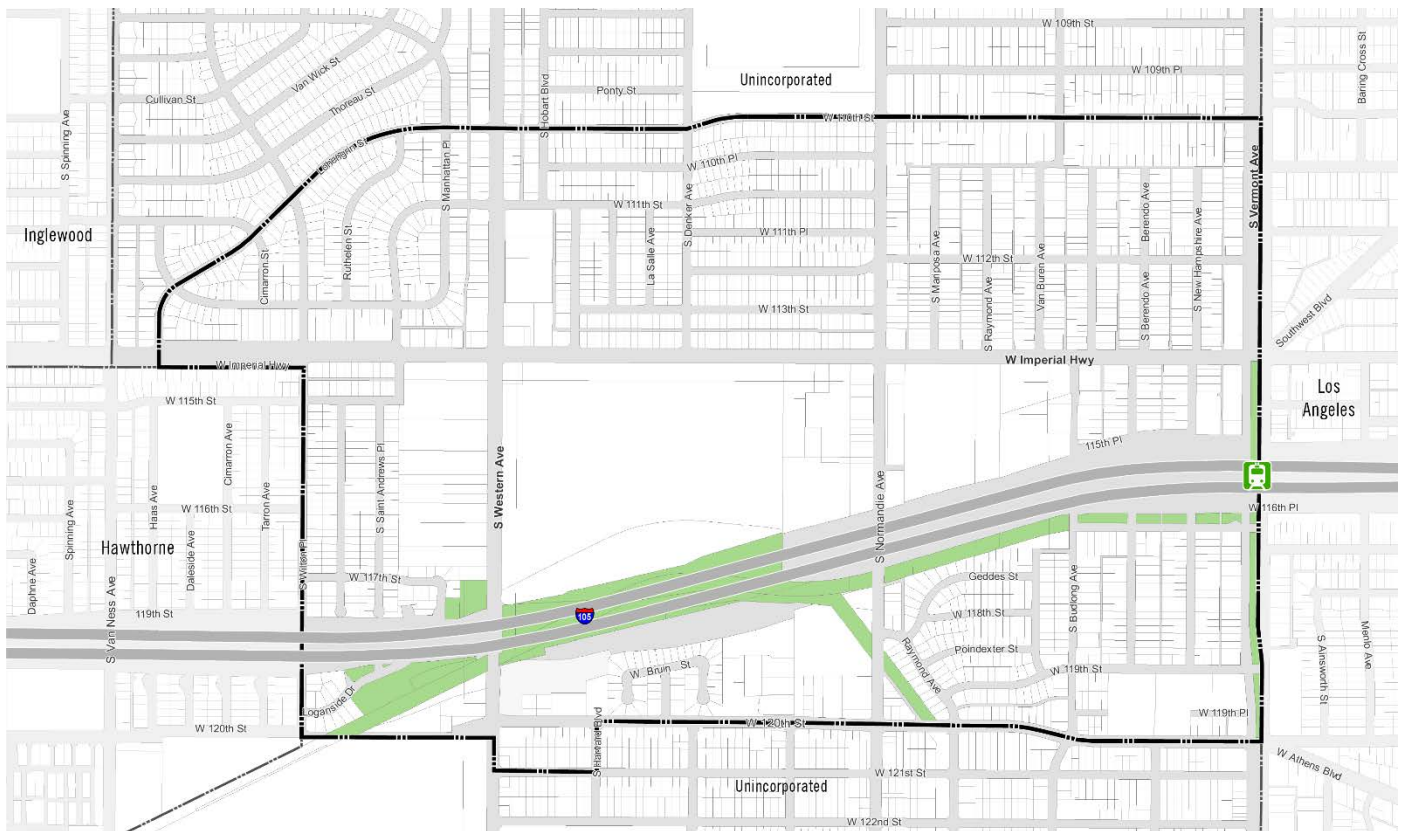 W 109th St
Van Wick St
Unincorporated
W 109th Pl
Baring Cross St
Cullivan St
Thoreau St
S Hobart Blvd
Ponty St
W 110th St
S Spinning Ave
Lohengrin St
S Manhattan Pl
W 110th Pl
S Vermont Ave
W 111th St
S Denker Ave
Inglewood
Cimarron St
Ruthelen St
La Salle Ave
W 111th Pl
S Mariposa Ave
S Raymond Ave
Van Buren Ave
Berendo Ave
S Berendo Ave
S New Hampshire Ave
W 112th St
W 113th St
Southwest Blvd
W Imperial Hwy
W Imperial Hwy
Los
Angeles
W 115th St
Cimarron Ave
S Saint Andrews Pl
S Western Ave
115th Pl
Spinning Ave
Haas Ave
W 116th St
Tarron Ave
S Normandie Ave
W 116th Pl
Hawthorne
Daleside Ave
S Wilton Pl
W 117th St
Daphne Ave
S Van Ness Ave
119th St
105
Geddes St
W 118th St
S Budlong Ave
Poindexter St
Raymond Ave
W 119th St
S Ainsworth St
Menlo Ave
W Bruin St
Loganside Dr
W 119th Pl
W 120th St
S Harvard Blvd
W 120th St
W Athens Blvd
W 121st St
Unincorporated
W 122nd St